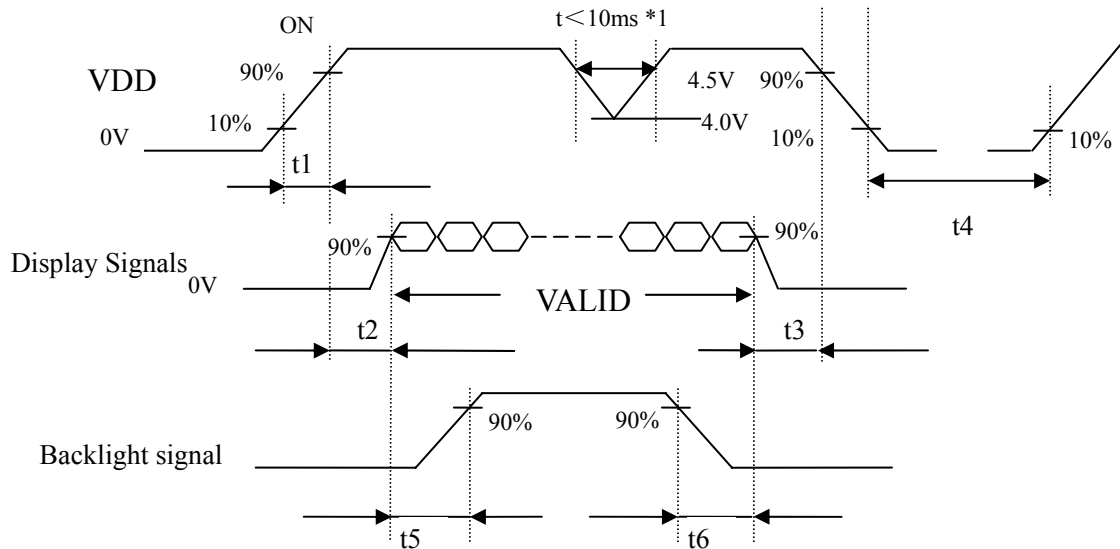 t＜10ms *1
ON
90%
VDD
4.5V
90%
0V
10%
4.0V
10%
10%
t1
t4
90%
90%
Display Signals
0V
VALID
t2
t3
90%
90%
Backlight signal
t5
t6